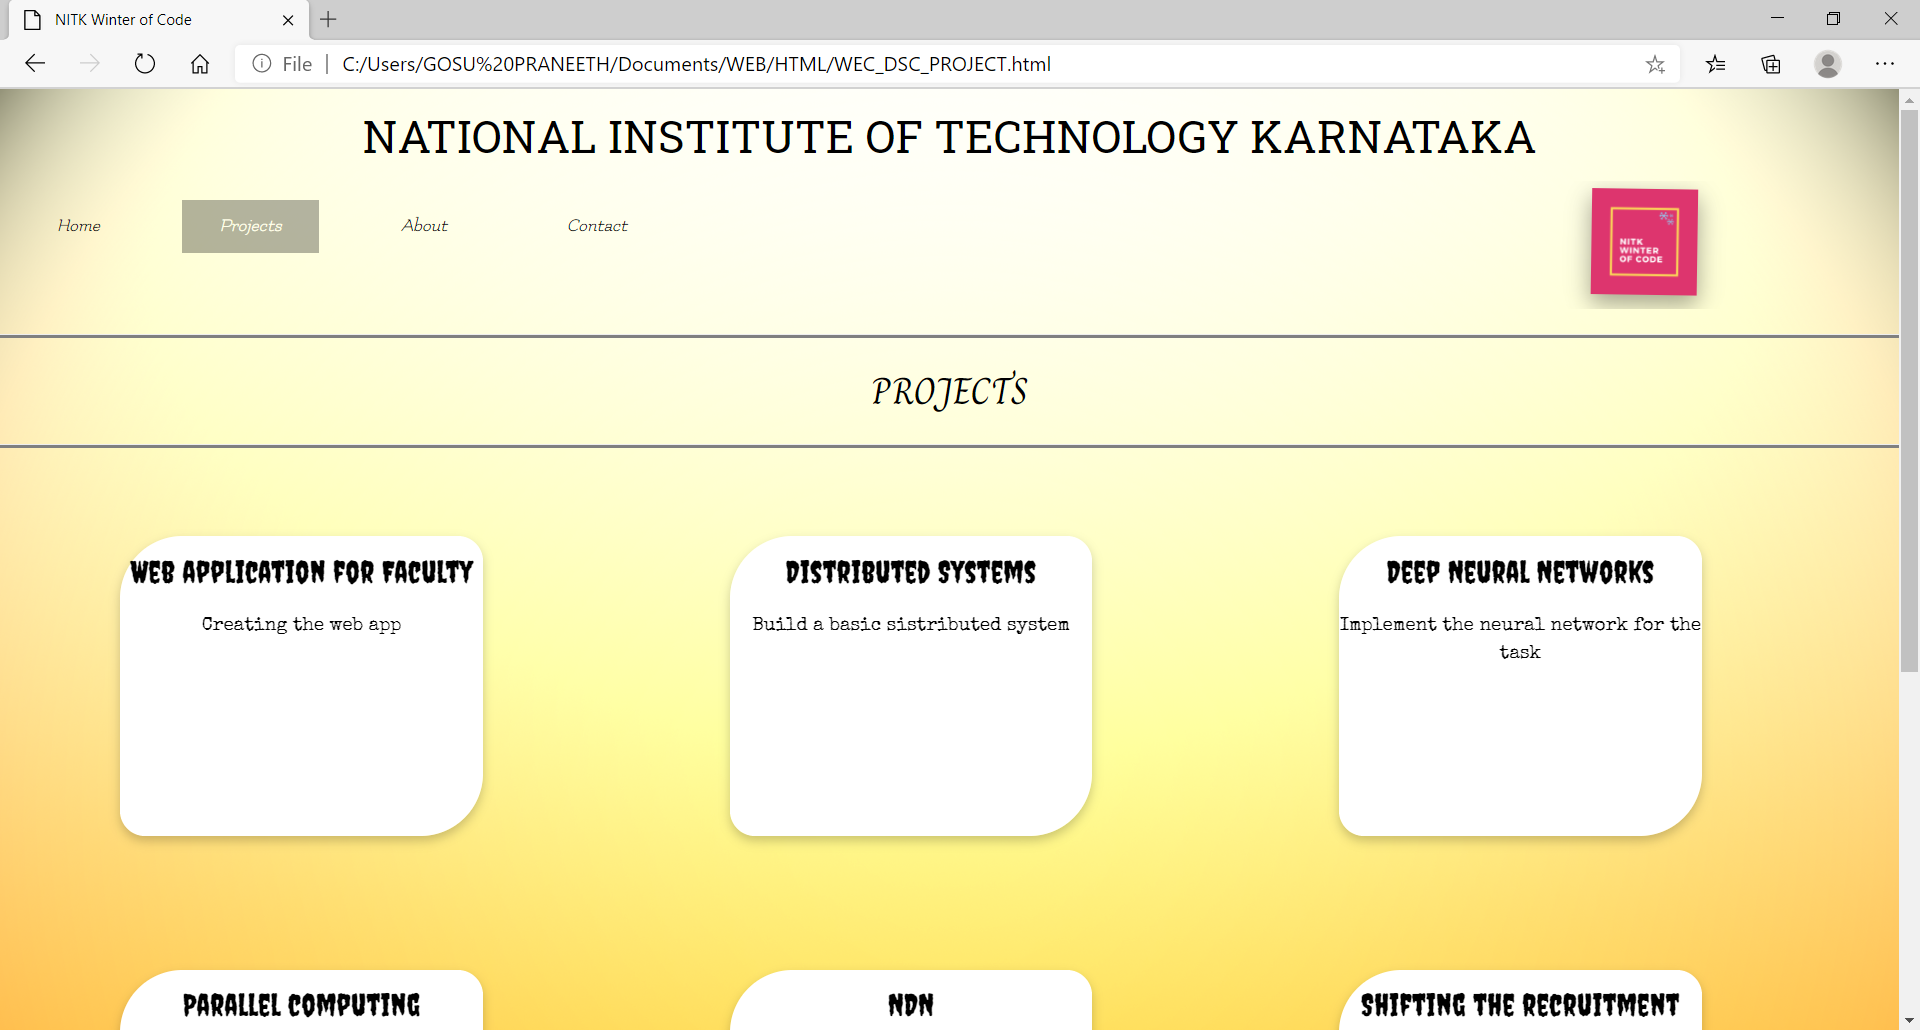 NITK Winter of Code
File | C:/Users/GOSU%20PRANEETH/Documents/WEB/HTML/WEC_DSC_PROJECT.html
NATIONAL INSTITUTE OF TECHNOLOGY KARNATAKA
Home Projects About Contact
NITK
WINTER
OF CODE
PROJECTS
WEB APPLICATION FOR FACULTY
Creating the web app
DISTRIBUTED SYSTEMS
Build a basic sistributed system
DEEP NEURAL NETWORKS
Implement the neural network for the
task
PARALLEL COMPUTING
NDN
SHIFTING THE RECRUITMENT